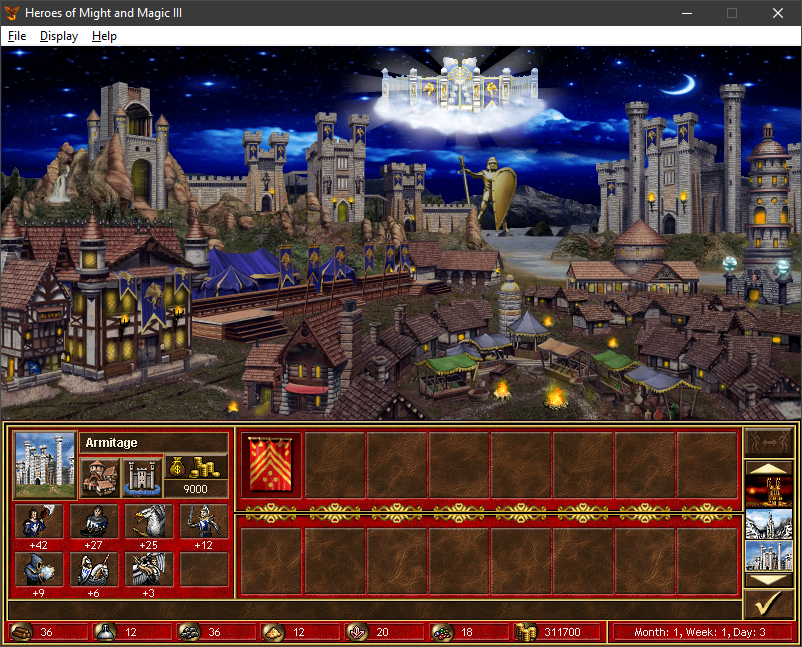 Heroes of Might and Magic III
File Display Help
Armitage
9000
+42 +27 +25 +12
+9 +6 +3
36 12 36 12 20 18 311700 Month: 1, Week: 1, Day: 3